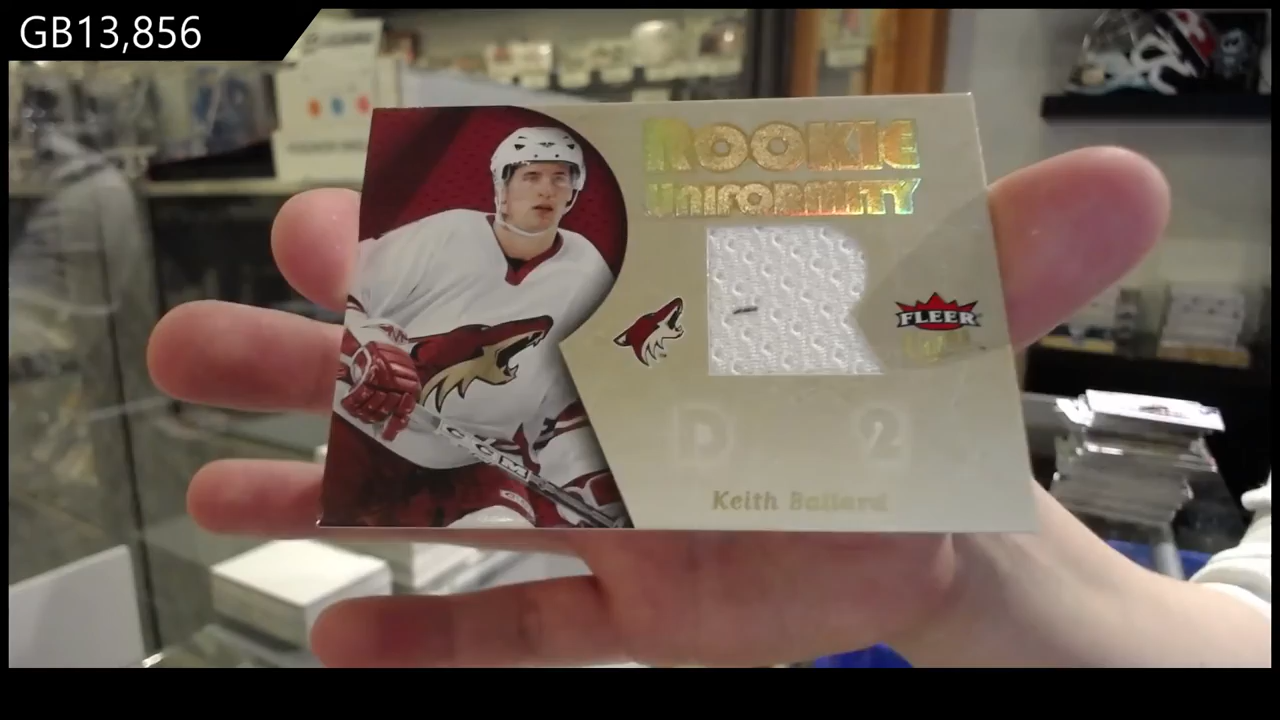 GB13,856
ROOKIE
UNIFORMITY
FLEER
D 2
CCM
Keith Ballard